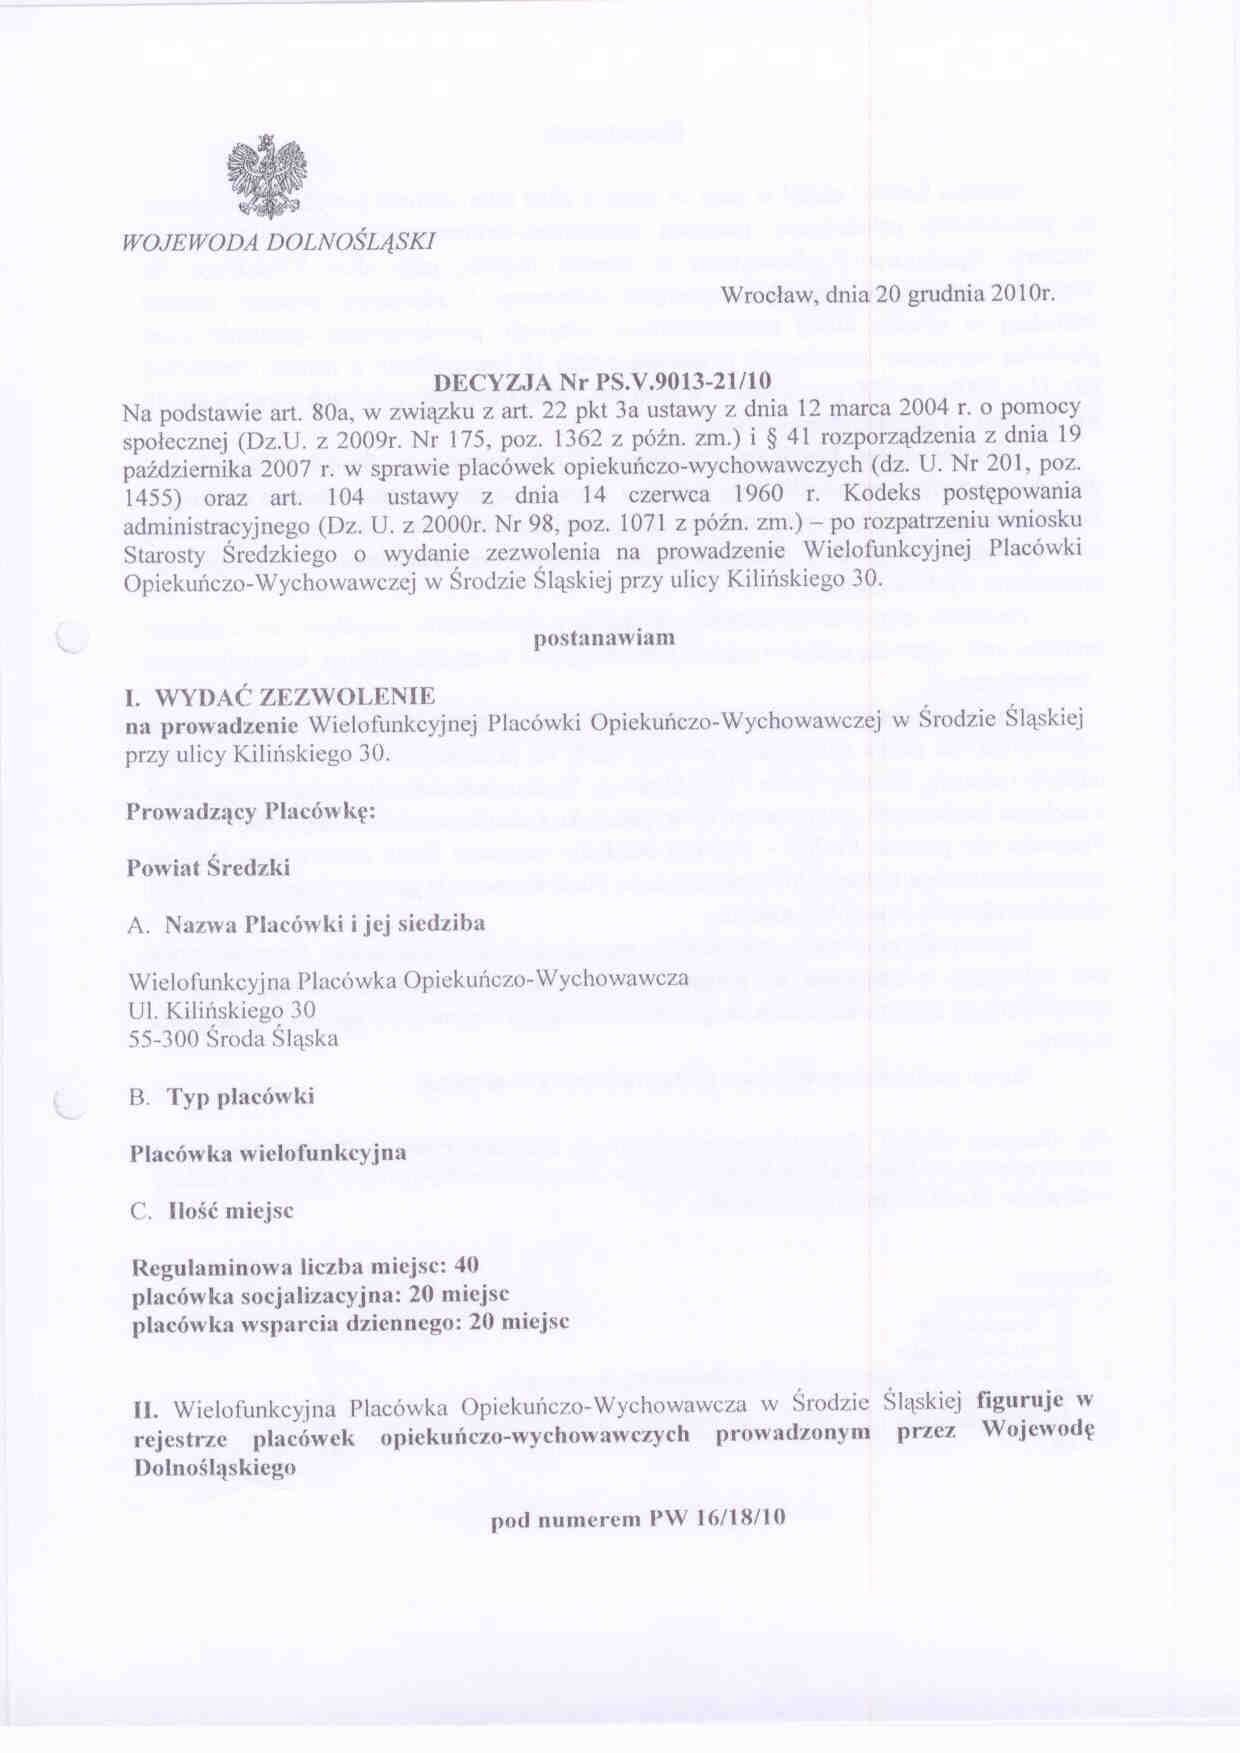 WOJEWODA DOLNOŚLĄSKI
Wrocław, dnia 20 grudnia 2010r.
DECYZJA Nr PS.V.9013-21/10
Na podstawie art. 80a, w związku z art. 22 pkt 3a ustawy z dnia 12 marca 2004 r. o pomocy
społecznej (Dz.U. z 2009r. Nr 175, poz. 1362 z późn. zm.) i § 41 rozporządzenia z dnia 19
października 2007 r. w sprawie placówek opiekuńczo-wychowawczych (dz. U. Nr 201, poz.
1455) oraz art. 104 ustawy z dnia 14 czerwca 1960 r. Kodeks postępowania
administracyjnego (Dz. U. z 2000r. Nr 98, poz. 1071 z późn. zm.) – po rozpatrzeniu wniosku
Starosty Średzkiego o wydanie zezwolenia na prowadzenie Wielofunkcyjnej Placówki
Opiekuńczo-Wychowawczej w Środzie Śląskiej przy ulicy Kilińskiego 30.
postanawiam
I. WYDAĆ ZEZWOLENIE
na prowadzenie Wielofunkcyjnej Placówki Opiekuńczo-Wychowawczej w Środzie Śląskiej
przy ulicy Kilińskiego 30.
Prowadzący Placówkę:
Powiat Średzki
A. Nazwa Placówki i jej siedziba
Wielofunkcyjna Placówka Opiekuńczo-Wychowawcza
Ul. Kilińskiego 30
55-300 Środa Śląska
B. Typ placówki
Placówka wielofunkcyjna
C. Ilość miejsc
Regulaminowa liczba miejsc: 40
placówka socjalizacyjna: 20 miejsc
placówka wsparcia dziennego: 20 miejsc
II. Wielofunkcyjna Placówka Opiekuńczo-Wychowawcza w Środzie Śląskiej figuruje w
rejestrze placówek opiekuńczo-wychowawczych prowadzonym przez Wojewodę
Dolnośląskiego
pod numerem PW 16/18/10